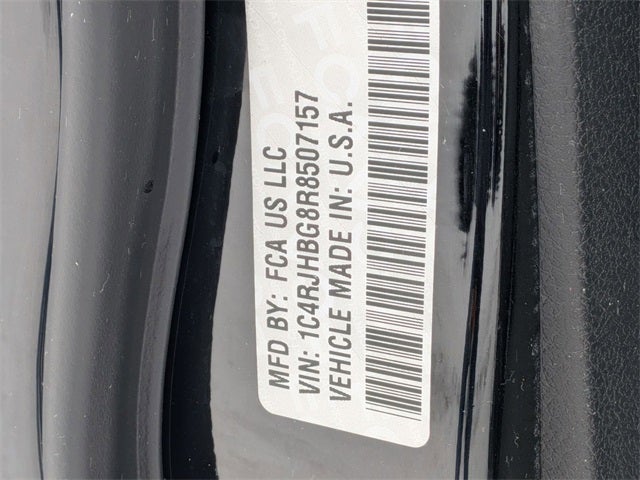 MFD BY: FCA US LLC
VIN: 1C4RJHBG8R8507157
VEHICLE MADE IN: U.S.A.